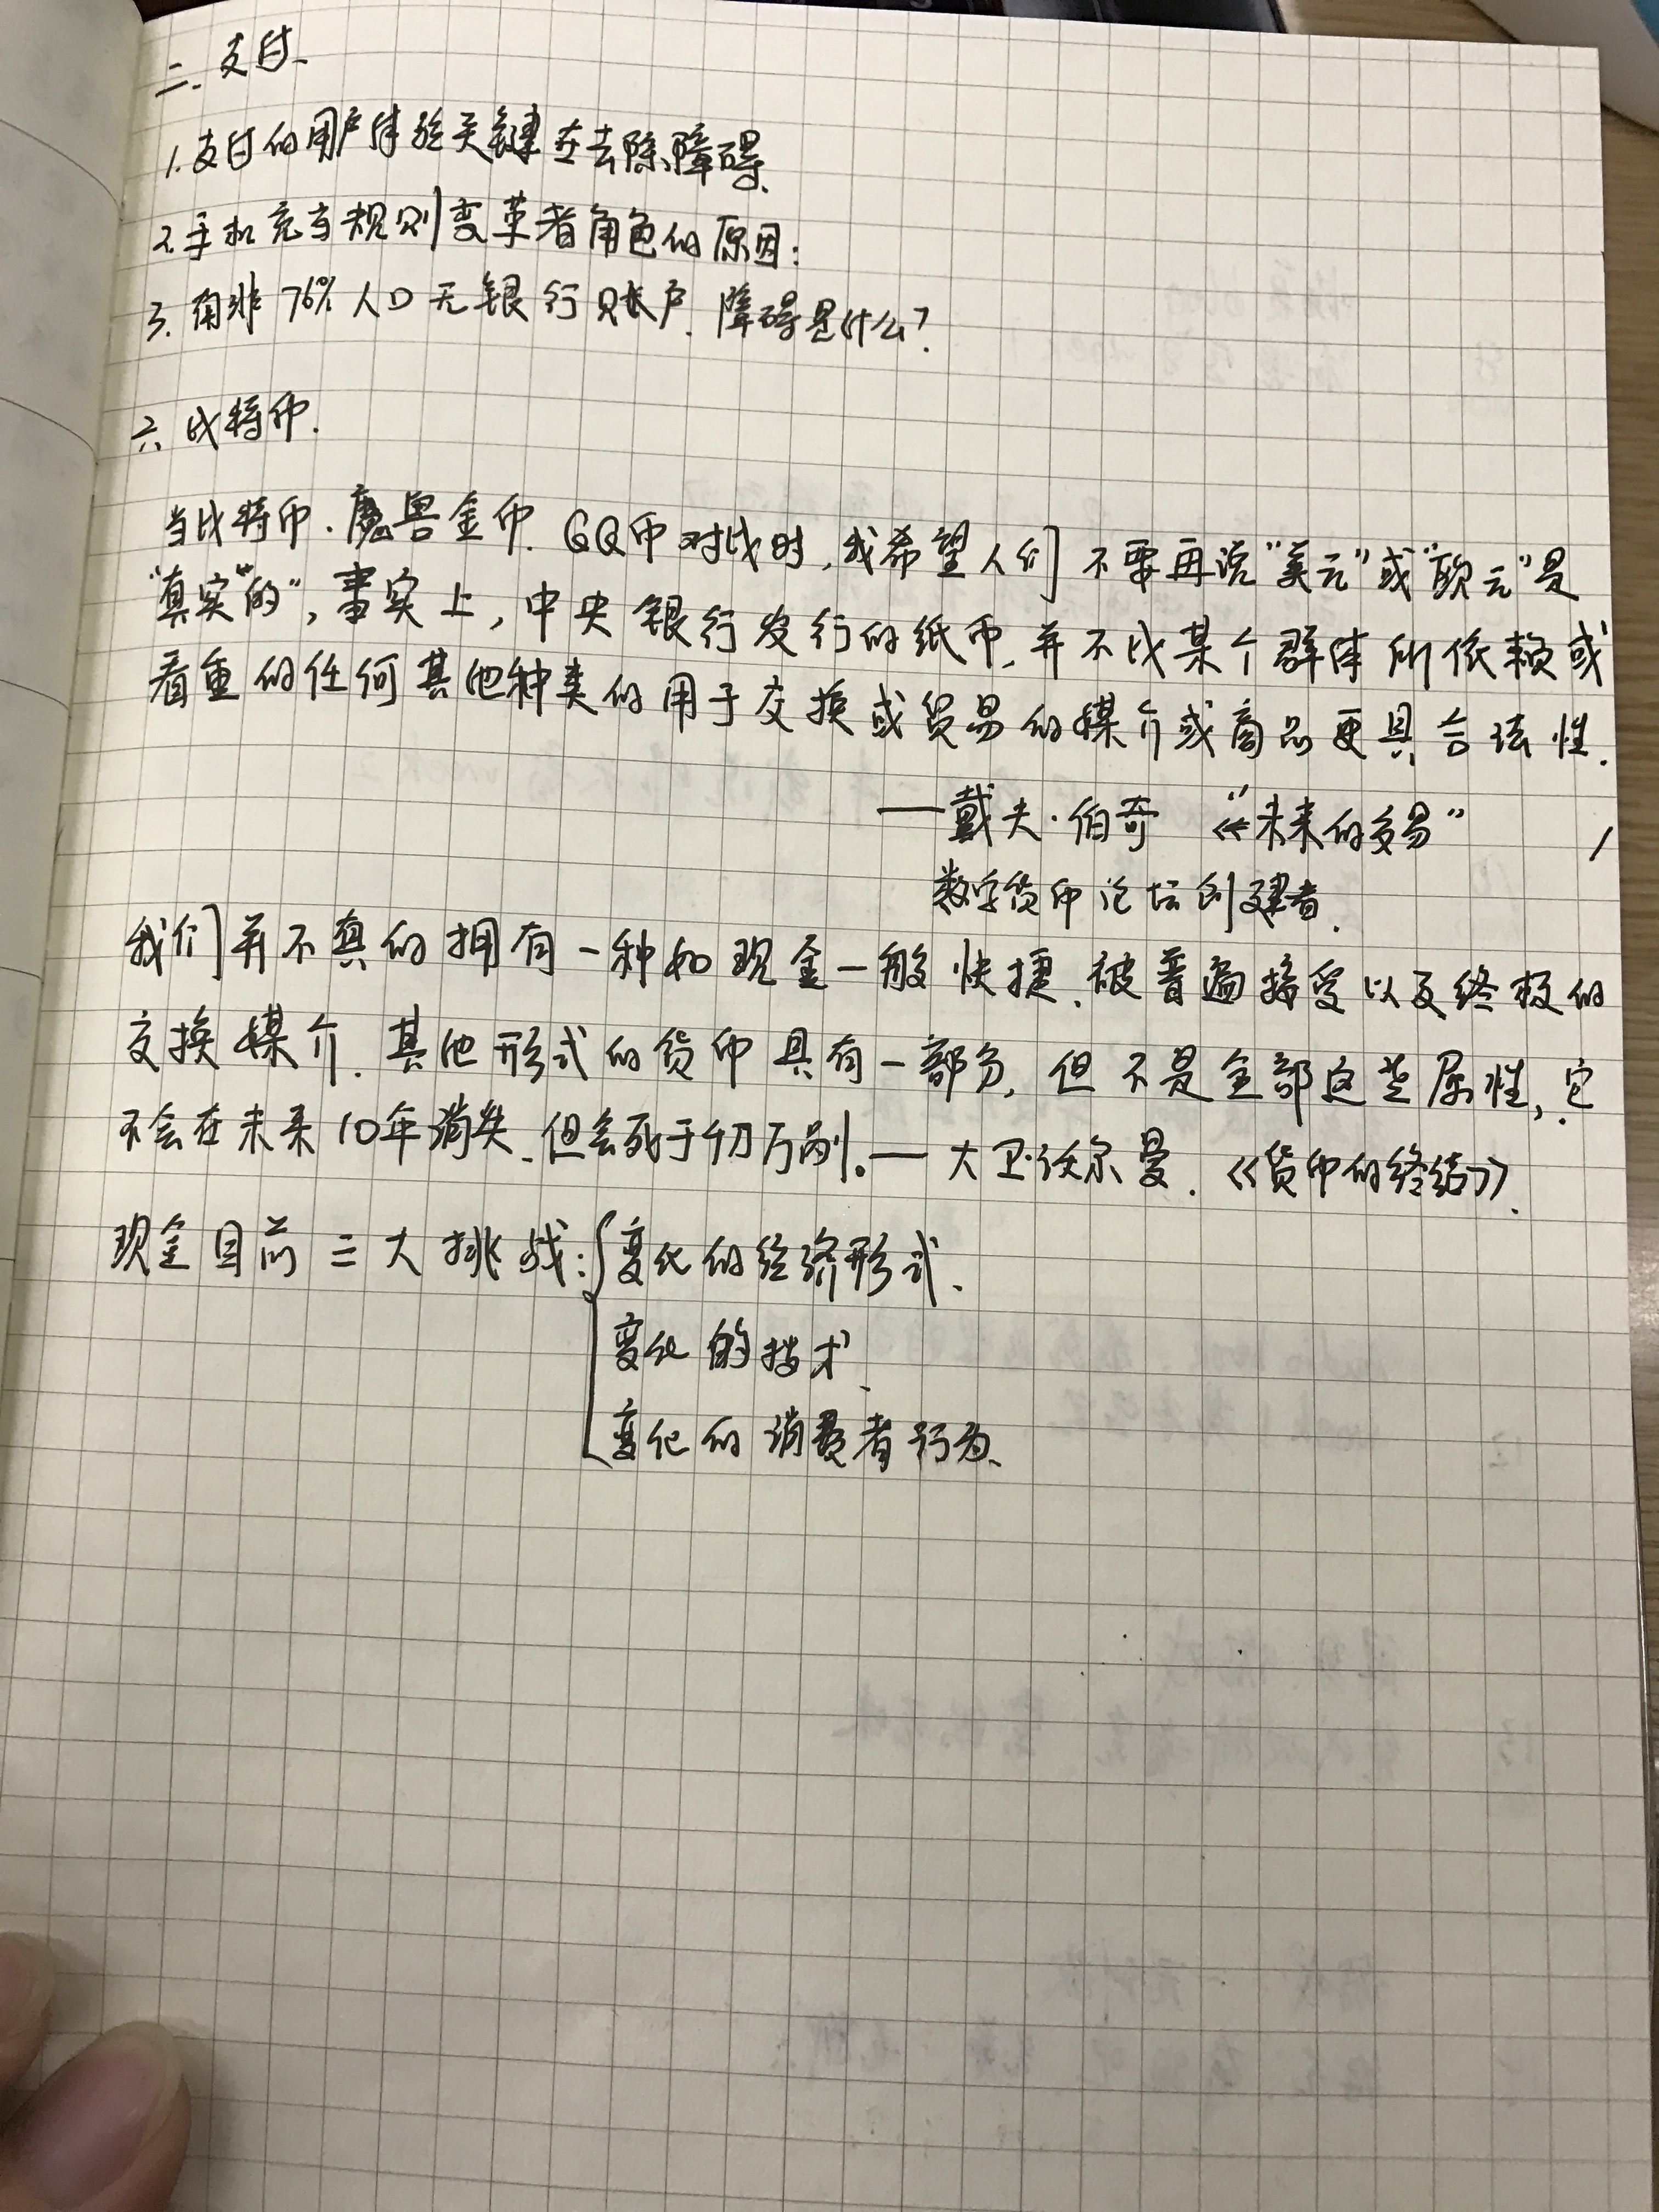 二、支付、
1.支付的用户体验关键在去除障碍、
2.手机充当规则变革者角色的原因:
3.南非76%人口无银行账户.障碍是什么?
六、比特币.
当比特币.魔兽金币.QQ币对比时,我希望人们不要再说“美元”或“欧元”是
“真实”的”,事实上,中央银行发行的纸币,并不比某个群体所依赖或
看重的任何其他种类的用于交换或贸易的媒介或商品更具合法性.
——戴夫·伯奇 《“未来的交易”
数字货币论坛创建者.
我们并不真的拥有一种如现金一般快捷、被普遍接受以及终极的
交换媒介.其他形式的货币具有一部分,但不是全部这些属性,它
不会在未来10年消失、但会死于千刀万剐。——大卫·沃尔曼.《货币的终结》.
现金目前三大挑战:变化的经济形式、
变化的技术、
变化的消费者行为、